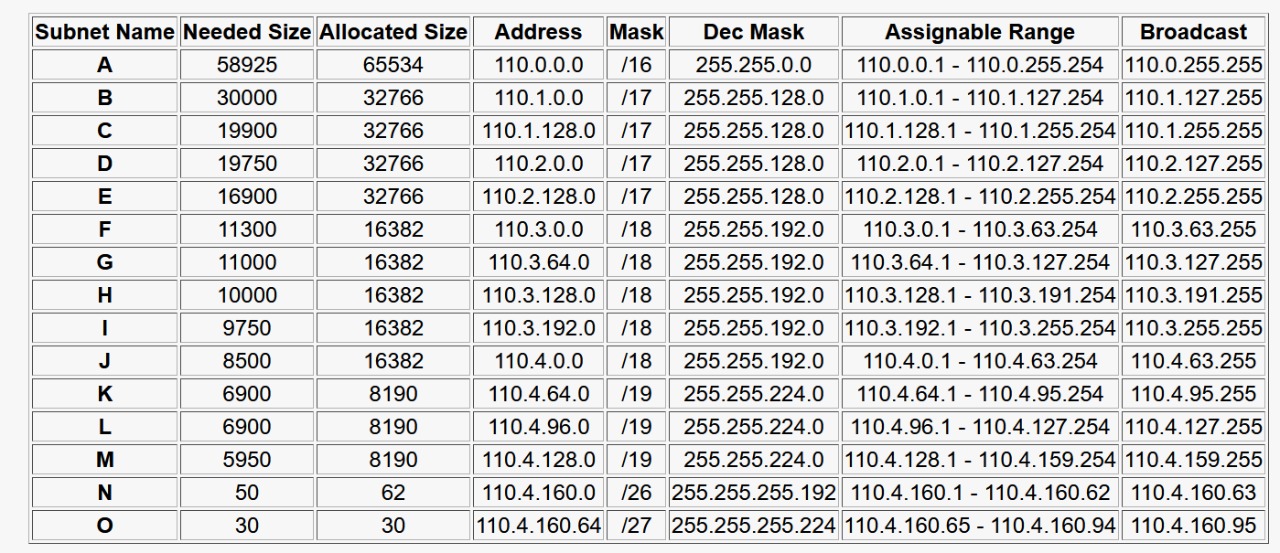 Subnet Name Needed Size Allocated Size Address Mask Dec Mask Assignable Range Broadcast
A 58925 65534 110.0.0.0 /16 255.255.0.0 110.0.0.1 - 110.0.255.254 110.0.255.255
B 30000 32766 110.1.0.0 /17 255.255.128.0 110.1.0.1 - 110.1.127.254 110.1.127.255
C 19900 32766 110.1.128.0 /17 255.255.128.0 110.1.128.1 - 110.1.255.254 110.1.255.255
D 19750 32766 110.2.0.0 /17 255.255.128.0 110.2.0.1 - 110.2.127.254 110.2.127.255
E 16900 32766 110.2.128.0 /17 255.255.128.0 110.2.128.1 - 110.2.255.254 110.2.255.255
F 11300 16382 110.3.0.0 /18 255.255.192.0 110.3.0.1 - 110.3.63.254 110.3.63.255
G 11000 16382 110.3.64.0 /18 255.255.192.0 110.3.64.1 - 110.3.127.254 110.3.127.255
H 10000 16382 110.3.128.0 /18 255.255.192.0 110.3.128.1 - 110.3.191.254 110.3.191.255
I 9750 16382 110.3.192.0 /18 255.255.192.0 110.3.192.1 - 110.3.255.254 110.3.255.255
J 8500 16382 110.4.0.0 /18 255.255.192.0 110.4.0.1 - 110.4.63.254 110.4.63.255
K 6900 8190 110.4.64.0 /19 255.255.224.0 110.4.64.1 - 110.4.95.254 110.4.95.255
L 6900 8190 110.4.96.0 /19 255.255.224.0 110.4.96.1 - 110.4.127.254 110.4.127.255
M 5950 8190 110.4.128.0 /19 255.255.224.0 110.4.128.1 - 110.4.159.254 110.4.159.255
N 50 62 110.4.160.0 /26 255.255.255.192 110.4.160.1 - 110.4.160.62 110.4.160.63
O 30 30 110.4.160.64 /27 255.255.255.224 110.4.160.65 - 110.4.160.94 110.4.160.95